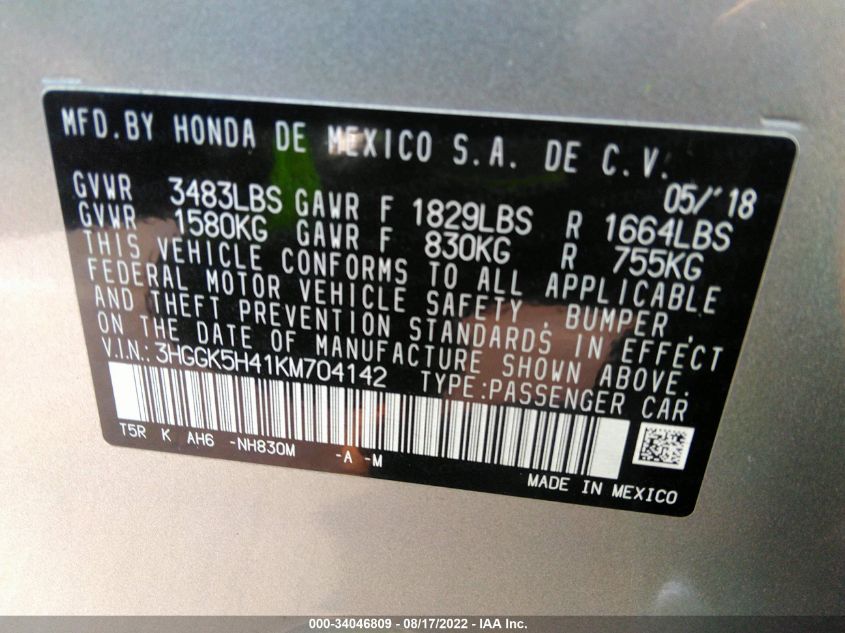 MFD.BY HONDA DE MEXICO S.A. DE C.V.
05/'18
GVWR 3483LBS GAWR F 1829LBS R 1664LBS
GVWR 1580KG GAWR F 830KG R 755KG
THIS VEHICLE CONFORMS TO ALL APPLICABLE
FEDERAL MOTOR VEHICLE SAFETY, BUMPER,
AND THEFT PREVENTION STANDARDS IN EFFECT
ON THE DATE OF MANUFACTURE SHOWN ABOVE.
V.I.N.: 3HGGK5H41KM704142 TYPE:PASSENGER CAR
T5R K AH6 -NH830M -A -M
MADE IN MEXICO
000-34046809 - 08/17/2022 - IAA Inc.